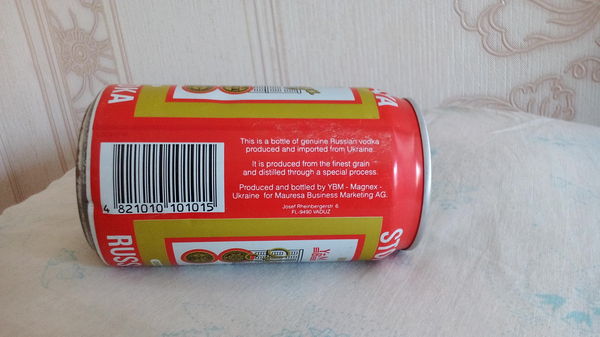 This is a bottle of genuine Russian vodka
produced and imported from Ukraine.
It is produced from the finest grain
and distilled through a special process.
Produced and bottled by YBM - Magnex -
Ukraine for Mauresa Business Marketing AG.
Josef Rheinbergerstr 6
FL-9490 VADUZ
4 821010 101015
KA
RUSS